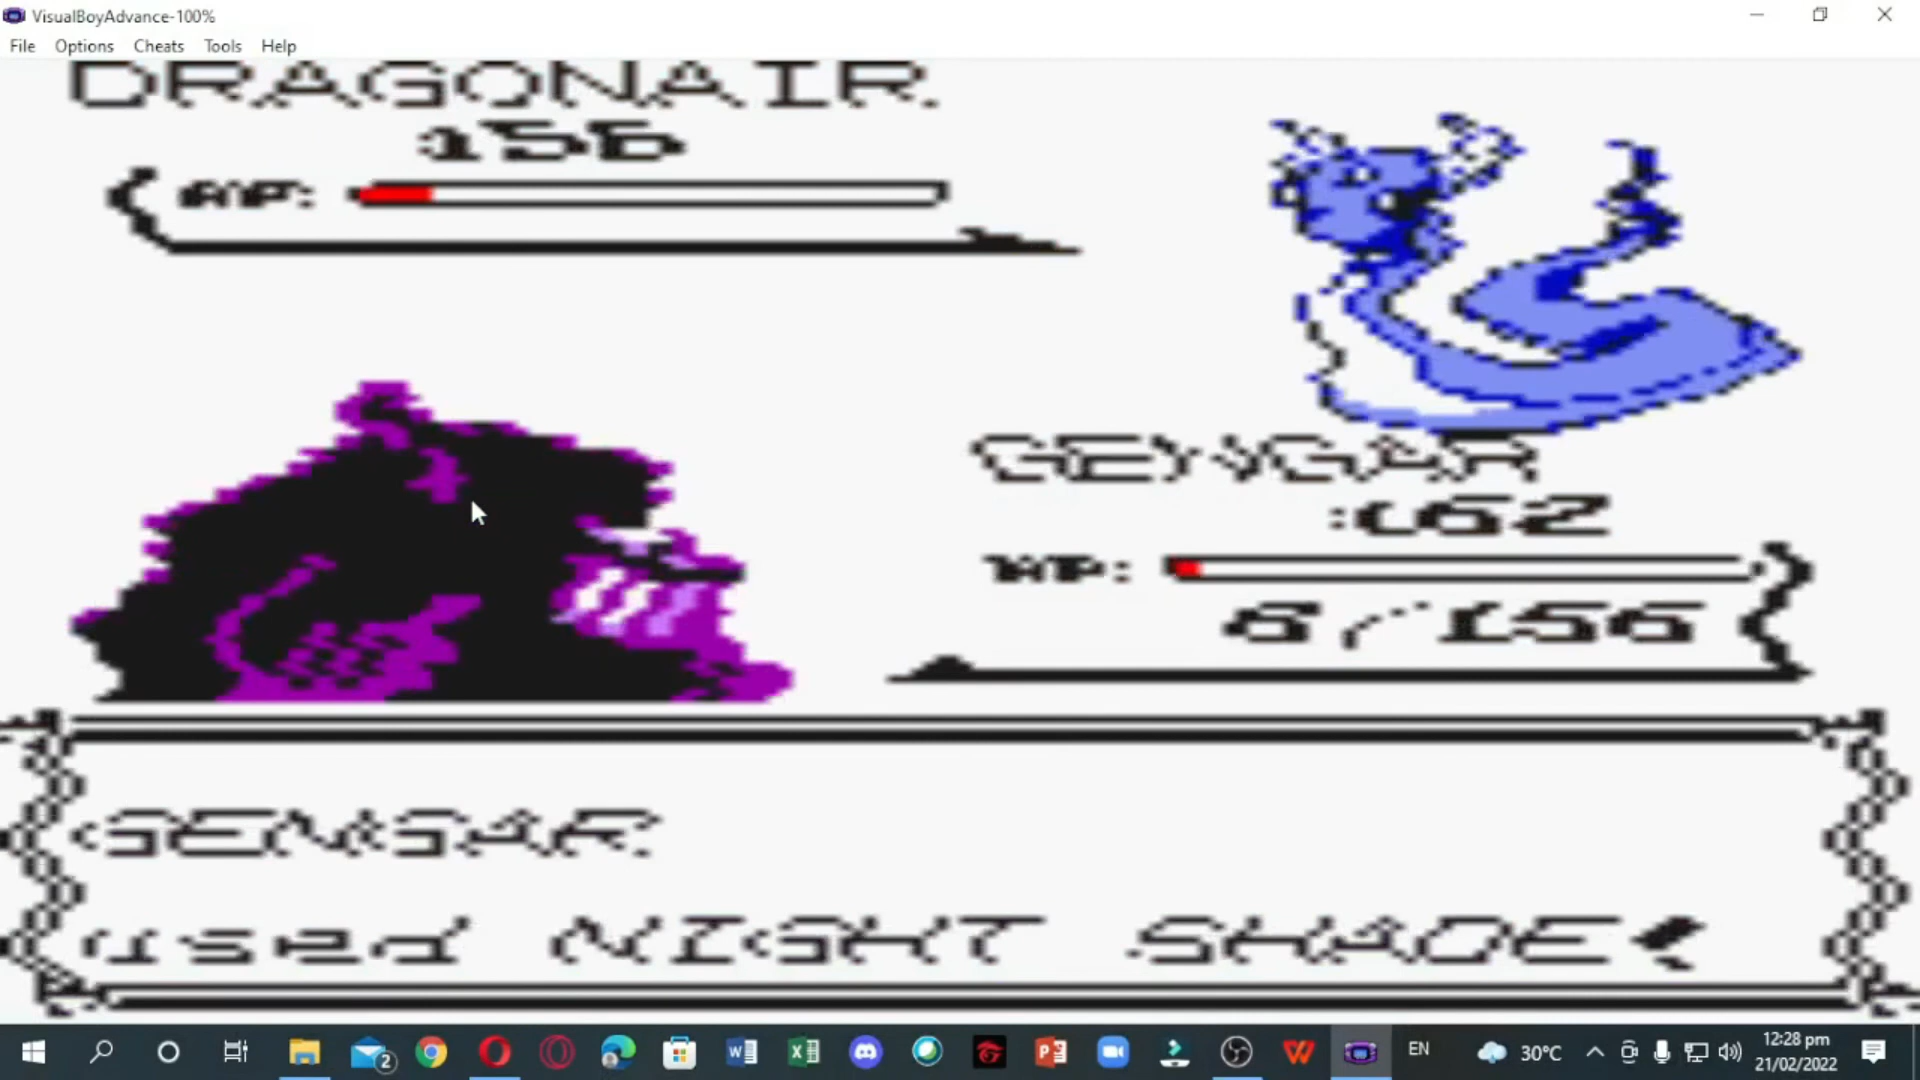 VisualBoyAdvance-100%
File Options Cheats Tools Help
DRAGONAIR
HP:
GENGAR
:L62
HP:
6/156
GENGAR
used NIGHT SHADE!
2
EN
30°C
12:28 pm
21/02/2022